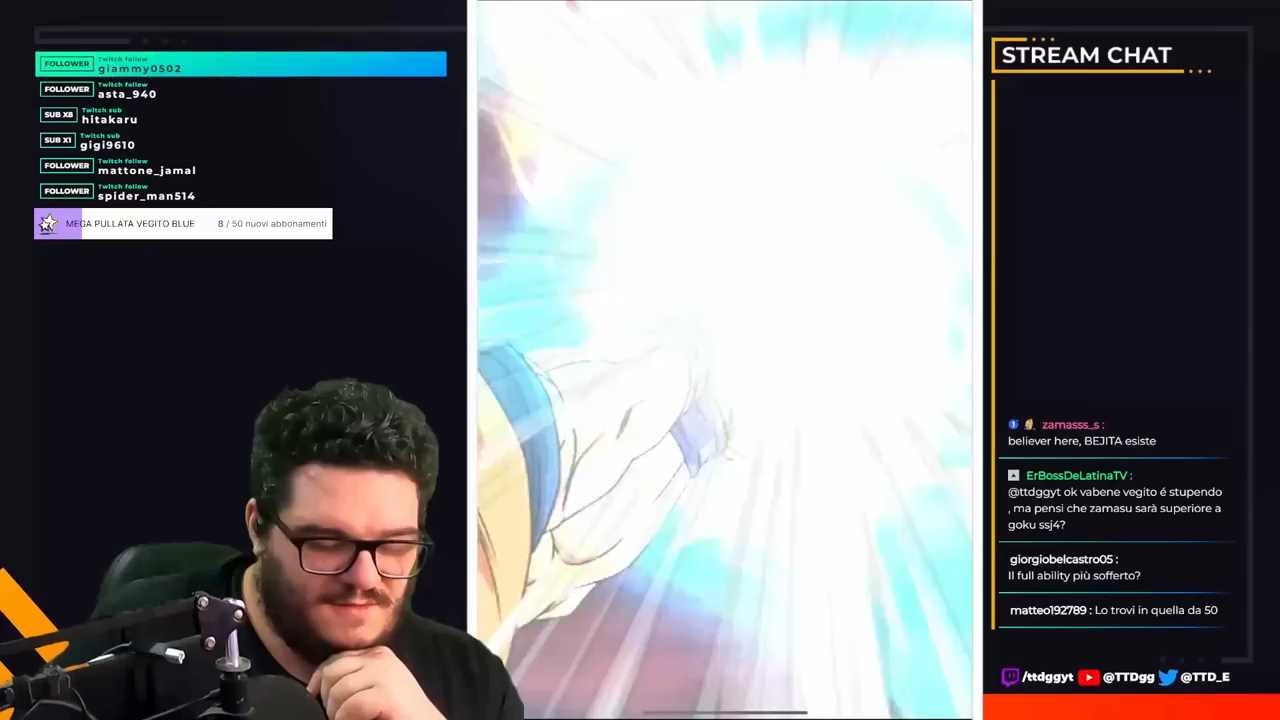 FOLLOWER Twitch follow
giammy0502
FOLLOWER Twitch follow
asta_940
SUB X8 Twitch sub
hitakaru
SUB X1 Twitch sub
gigi9610
FOLLOWER Twitch follow
mattone_jamal
FOLLOWER Twitch follow
spider_man514
MEGA PULLATA VEGITO BLUE 8 / 50 nuovi abbonamenti
STREAM CHAT
zamasss_s :
believer here, BEJITA esiste
ErBossDeLatinaTV :
@ttdggyt ok vabene vegito é stupendo
, ma pensi che zamasu sarà superiore a
goku ssj4?
giorgiobelcastro05 :
Il full ability più sofferto?
matteo192789 : Lo trovi in quella da 50
/ttdggyt @TTDgg @TTD_E